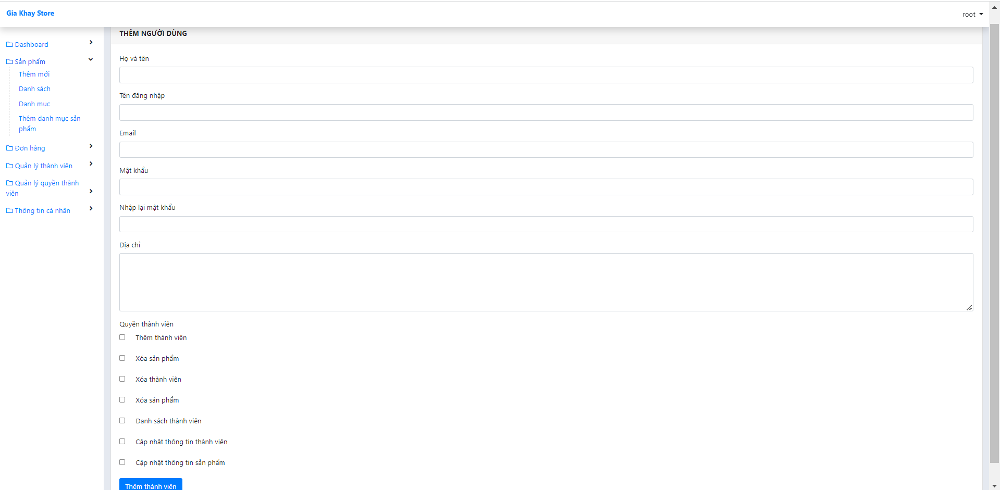 Gia Khay Store
root
Dashboard
Sản phẩm
Thêm mới
Danh sách
Danh mục
Thêm danh mục sản
phẩm
Đơn hàng
Quản lý thành viên
Quản lý quyền thành
viên
Thông tin cá nhân
THÊM NGƯỜI DÙNG
Họ và tên
Tên đăng nhập
Email
Mật khẩu
Nhập lại mật khẩu
Địa chỉ
Quyền thành viên
Thêm thành viên
Xóa sản phẩm
Xóa thành viên
Xóa sản phẩm
Danh sách thành viên
Cập nhật thông tin thành viên
Cập nhật thông tin sản phẩm
Thêm thành viên